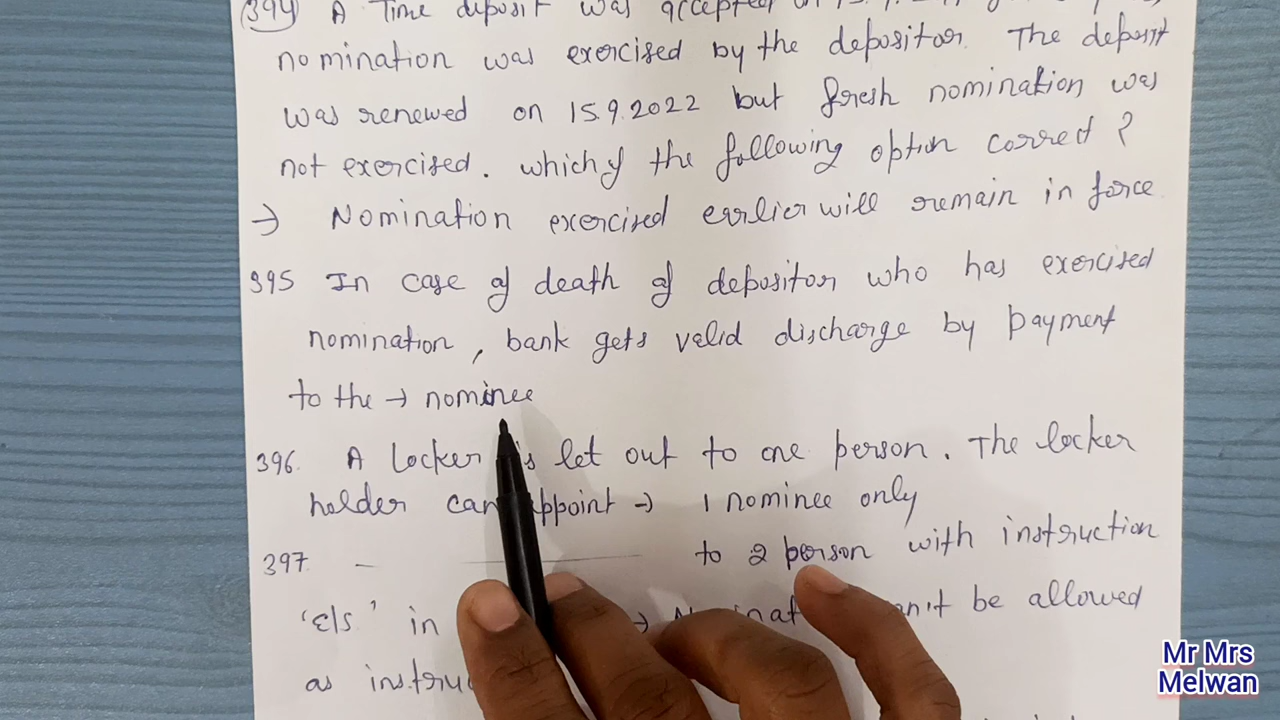 (394) A Time deposit was accepted on
nomination was exercised by the depositor. The deposit
was renewed on 15.9.2022 but fresh nomination was
not exercised. which of the following option correct ?
→ Nomination exercised earlier will remain in force
395 In case of death of depositor who has exercised
nomination, bank gets valid discharge by payment
to the → nominee
396. A locker is let out to one person. The locker
holder can appoint → 1 nominee only
397. — to 2 person with instruction
'E/S' in → be allowed
as
Mr Mrs
Melwan